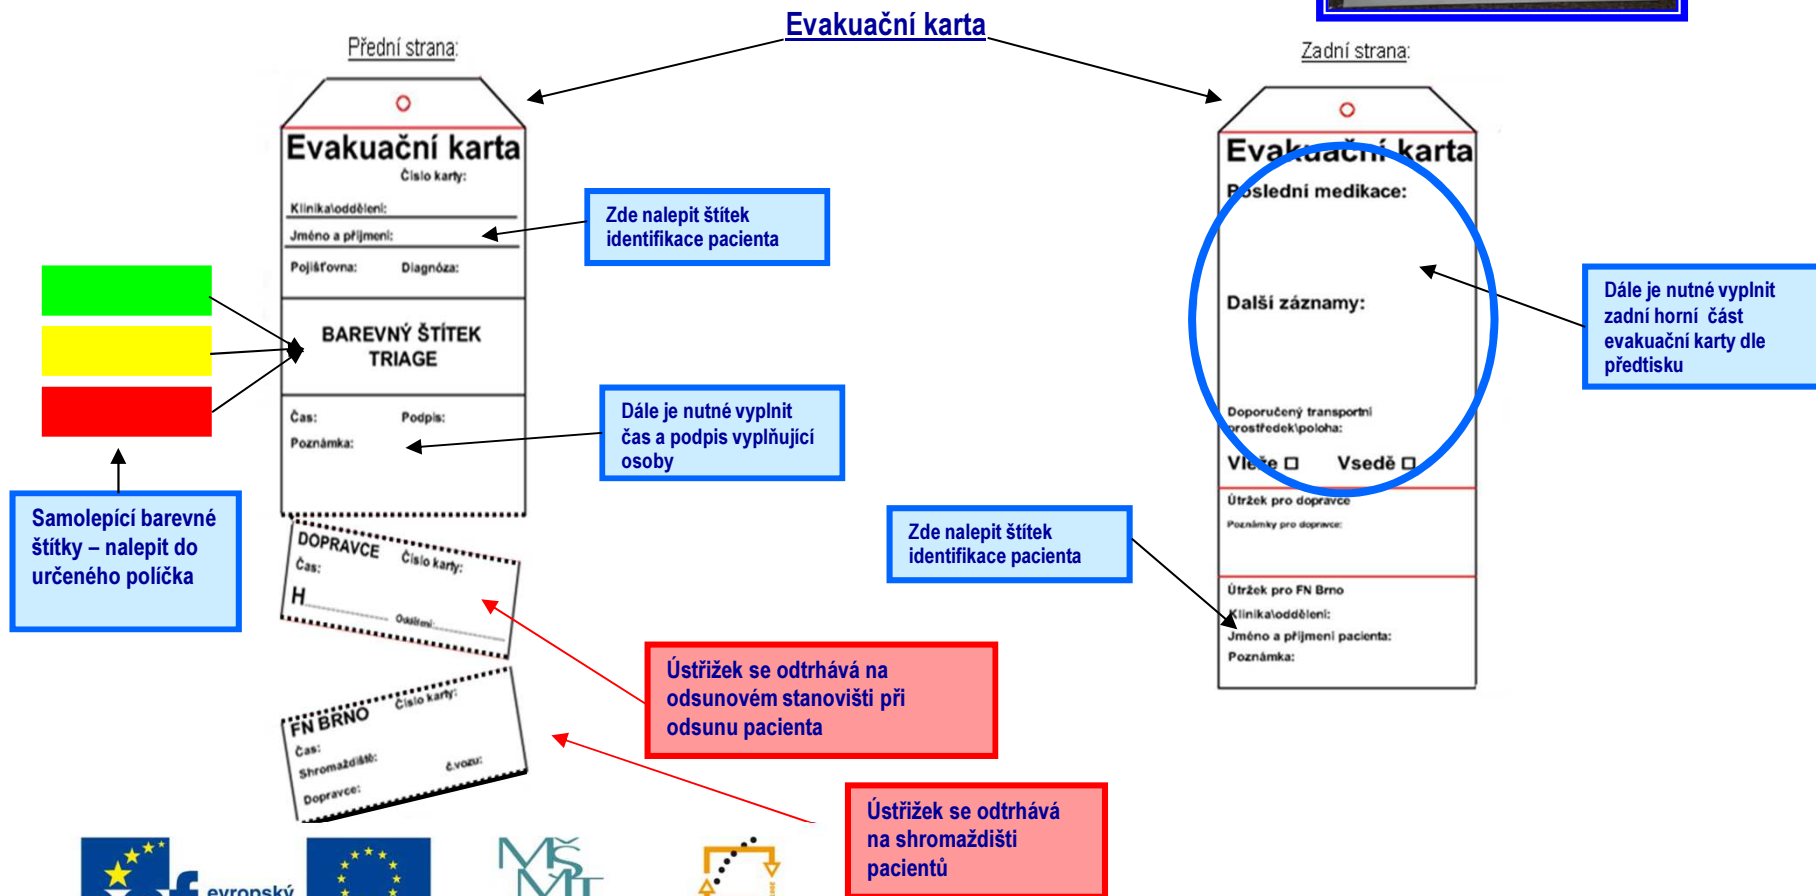 Evakuační karta
Přední strana:
Zadní strana:
Evakuační karta
Číslo karty:
Klinika\oddělení:
Jméno a příjmení:
Pojišťovna: Diagnóza:
BAREVNÝ ŠTÍTEK
TRIAGE
Čas: Podpis:
Poznámka:
Zde nalepit štítek
identifikace pacienta
Dále je nutné vyplnit
čas a podpis vyplňující
osoby
Samolepící barevné
štítky – nalepit do
určeného políčka
DOPRAVCE Číslo karty:
Čas:
H
Oddělení:
FN BRNO Číslo karty:
Čas:
Shromaždiště: č.vozu:
Dopravce:
Ústřižek se odtrhává na
odsunovém stanovišti při
odsunu pacienta
Ústřižek se odtrhává
na shromaždišti
pacientů
Evakuační karta
Poslední medikace:
Další záznamy:
Doporučený transportní
prostředek\poloha:
Vleže Vsedě
Útržek pro dopravce
Poznámky pro dopravce:
Útržek pro FN Brno
Klinika\oddělení:
Jméno a příjmení pacienta:
Poznámka:
Dále je nutné vyplnit
zadní horní část
evakuační karty dle
předtisku
Zde nalepit štítek
identifikace pacienta
evropský
MŠMT